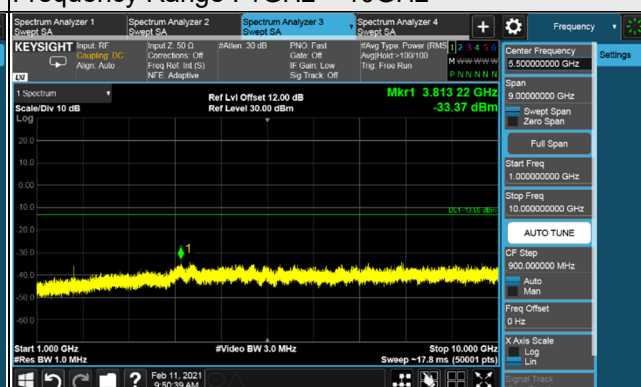 Spectrum Analyzer 1
Swept SA
Spectrum Analyzer 2
Swept SA
Spectrum Analyzer 3
Swept SA
Spectrum Analyzer 4
Swept SA
+
Frequency
KEYSIGHT
Input: RF
Coupling: DC
Align: Auto
Input Z: 50 Ω
Corrections: Off
Freq Ref: Int (S)
NFE: Adaptive
#Atten: 30 dB
PNO: Fast
Gate: Off
IF Gain: Low
Sig Track: Off
#Avg Type: Power (RMS
Avg|Hold:>100/100
Trig: Free Run
1 2 3 4 5 6
M W W W W W
P N N N N N
LXI
1 Spectrum
Scale/Div 10 dB
Log
Ref Lvl Offset 12.00 dB
Ref Level 30.00 dBm
Mkr1 3.813 22 GHz
-33.37 dBm
20.0
10.0
0.00
-10.0
-20.0
-30.0
-40.0
-50.0
-60.0
DL1 -13.00 dBm
1
Start 1.000 GHz
#Res BW 1.0 MHz
#Video BW 3.0 MHz
Stop 10.000 GHz
Sweep ~17.8 ms (50001 pts)
Center Frequency
5.500000000 GHz
Settings
Span
9.00000000 GHz
Swept Span
Zero Span
Full Span
Start Freq
1.000000000 GHz
Stop Freq
10.000000000 GHz
AUTO TUNE
CF Step
900.000000 MHz
Auto
Man
Freq Offset
0 Hz
X Axis Scale
Log
Lin
Signal Track
?
Feb 11, 2021
9:50:39 AM